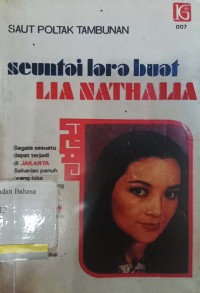 SAUT POLTAK TAMBUNAN
007
seuntai lara buat
LIA NATHALIA
Segala sesuatu
dapat terjadi
di JAKARTA
Seharian penuh
dan Bahasa